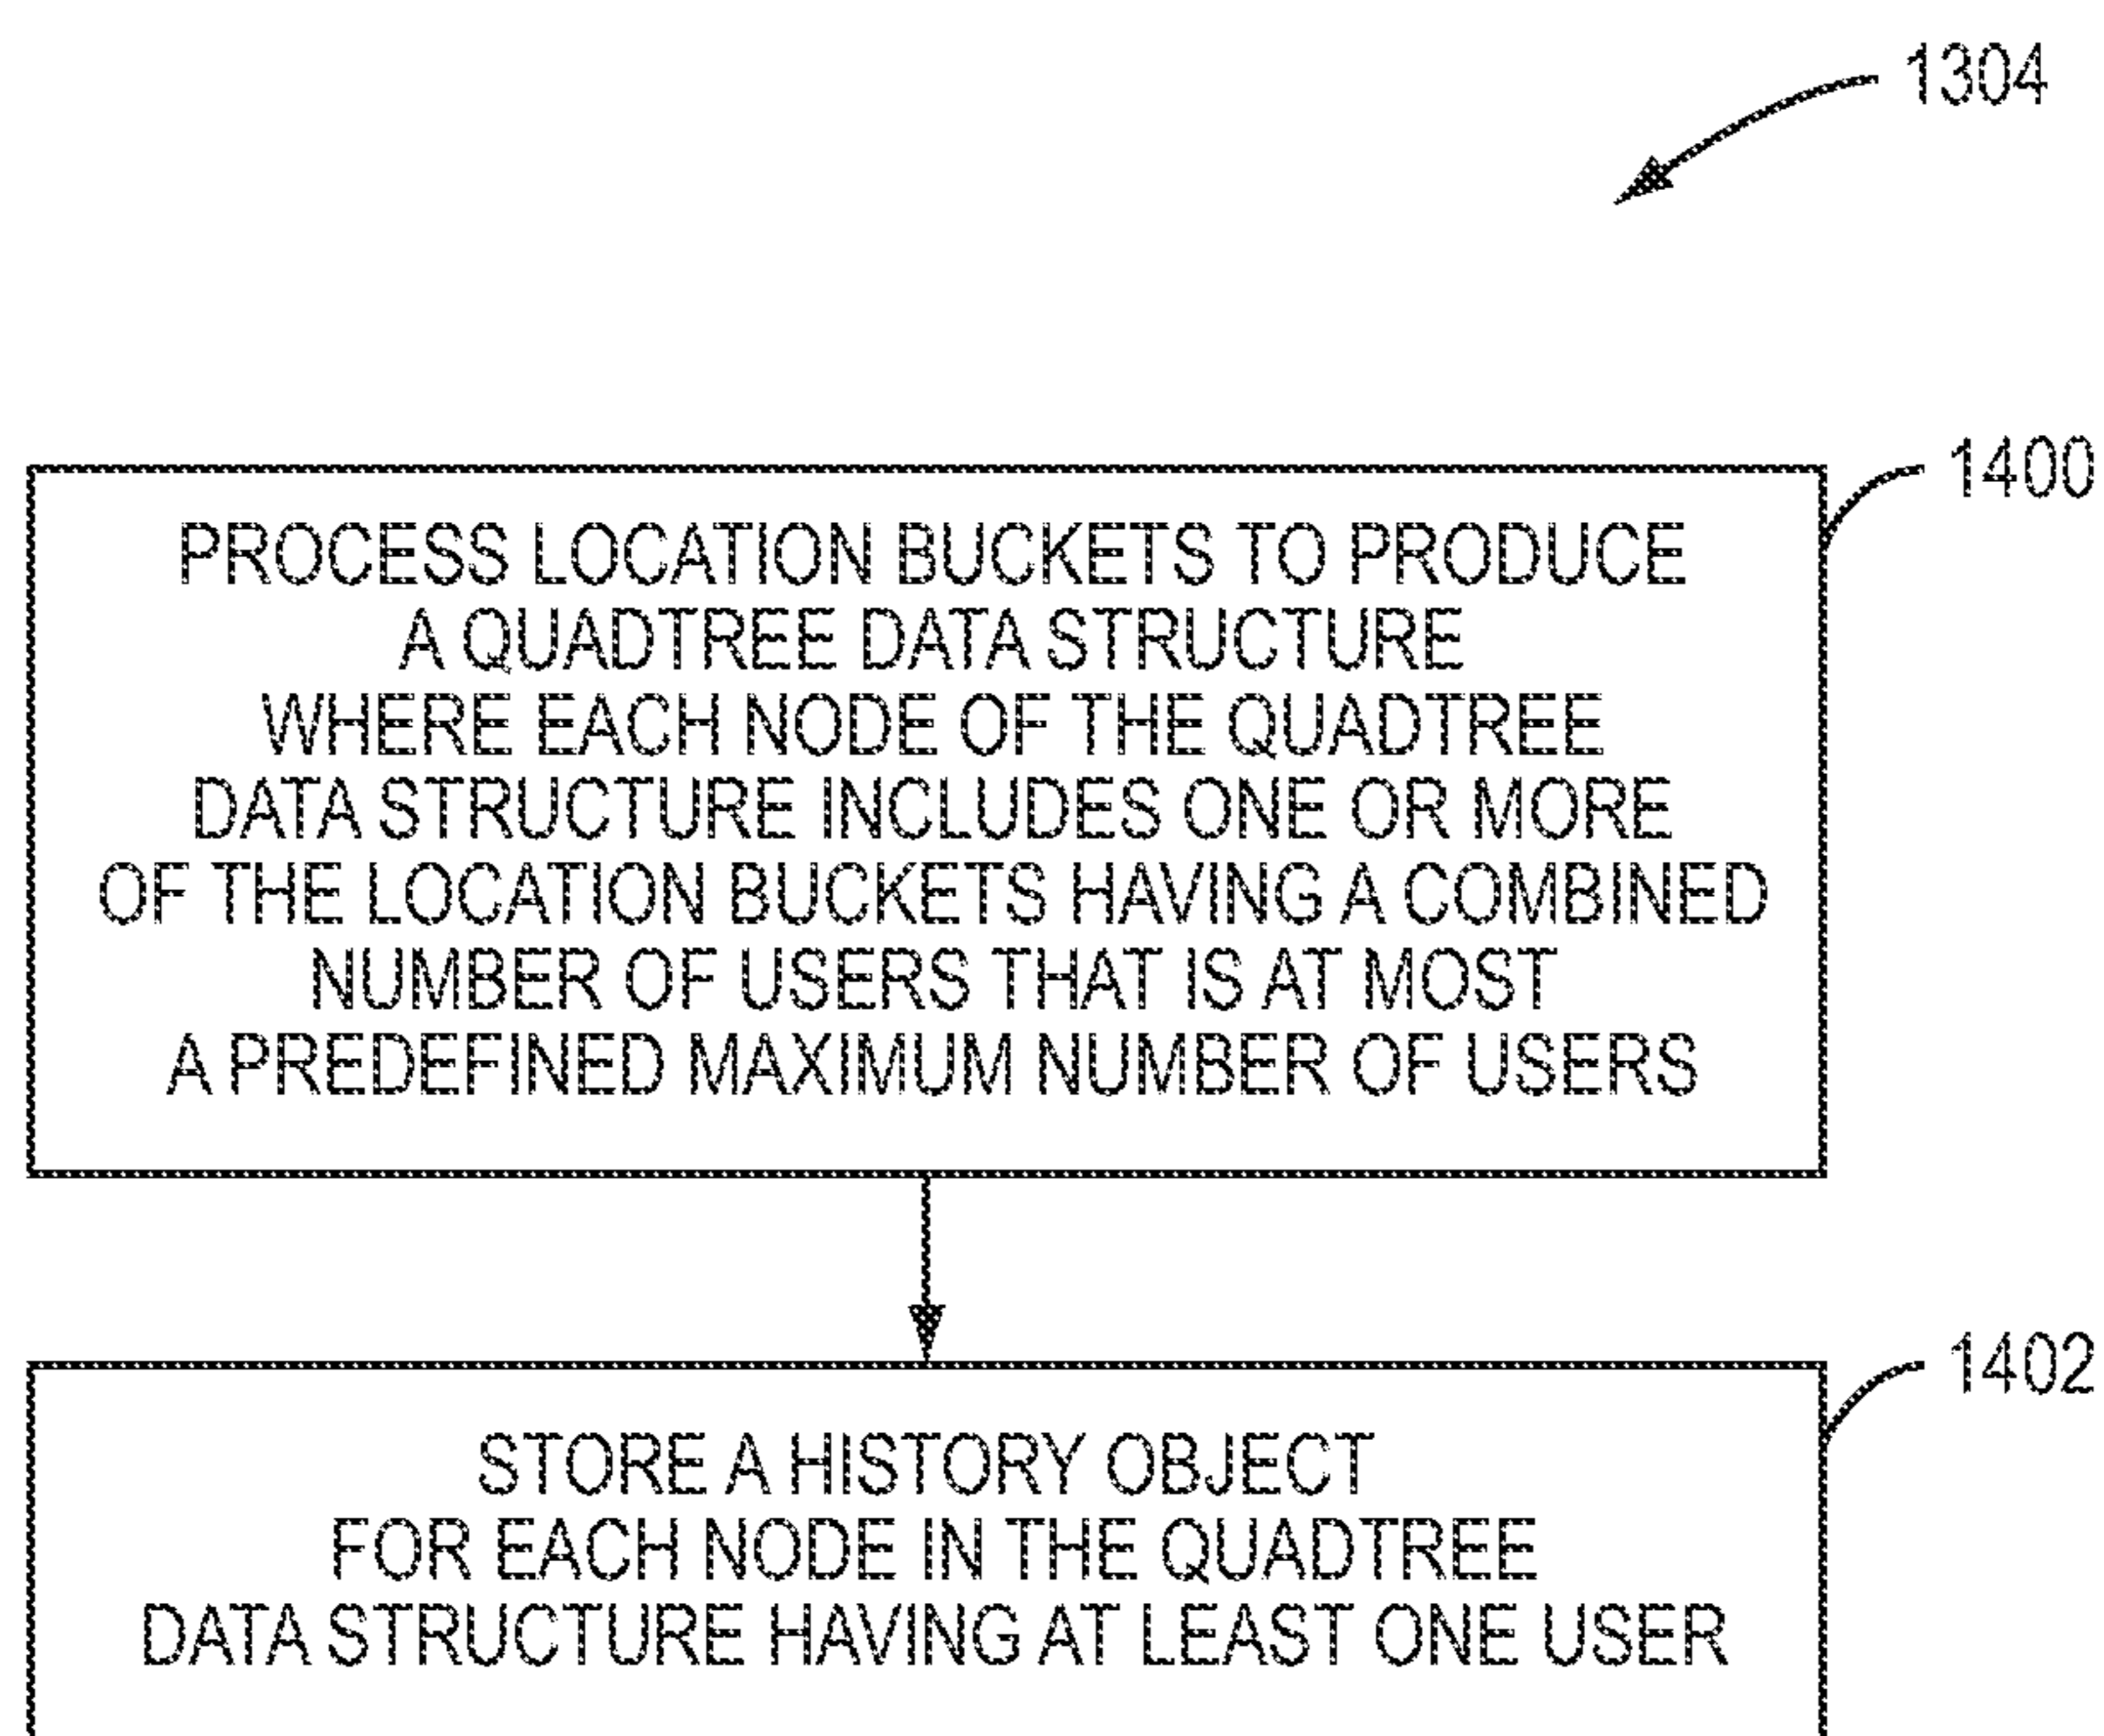 1304
1400
PROCESS LOCATION BUCKETS TO PRODUCE
A QUADTREE DATA STRUCTURE
WHERE EACH NODE OF THE QUADTREE
DATA STRUCTURE INCLUDES ONE OR MORE
OF THE LOCATION BUCKETS HAVING A COMBINED
NUMBER OF USERS THAT IS AT MOST
A PREDEFINED MAXIMUM NUMBER OF USERS
1402
STORE A HISTORY OBJECT
FOR EACH NODE IN THE QUADTREE
DATA STRUCTURE HAVING AT LEAST ONE USER